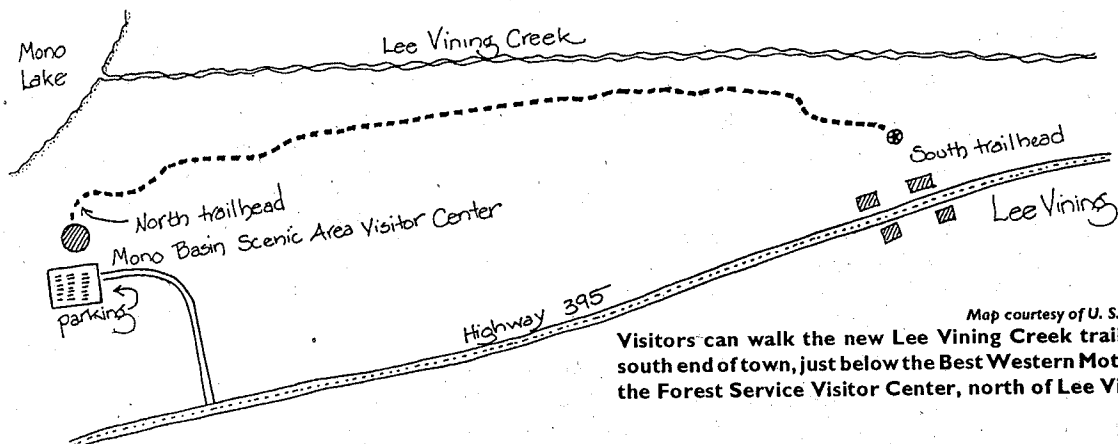 Mono
Lake
Lee Vining Creek
South trailhead
North trailhead
Mono Basin Scenic Area Visitor Center
Lee Vining
parking
Highway 395
Map courtesy of U. S.
Visitors can walk the new Lee Vining Creek trai
south end of town, just below the Best Western Mot
the Forest Service Visitor Center, north of Lee Vi